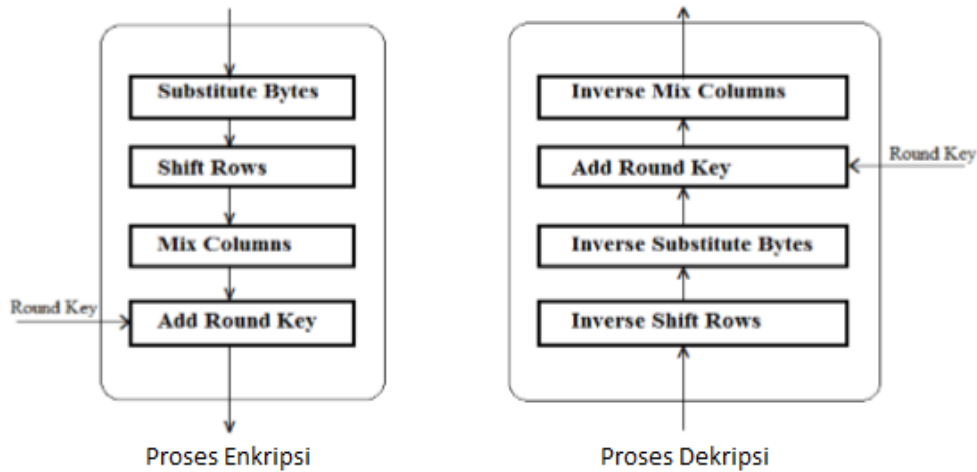 Substitute Bytes
Shift Rows
Mix Columns
Round Key
Add Round Key
Proses Enkripsi
Inverse Mix Columns
Add Round Key
Round Key
Inverse Substitute Bytes
Inverse Shift Rows
Proses Dekripsi